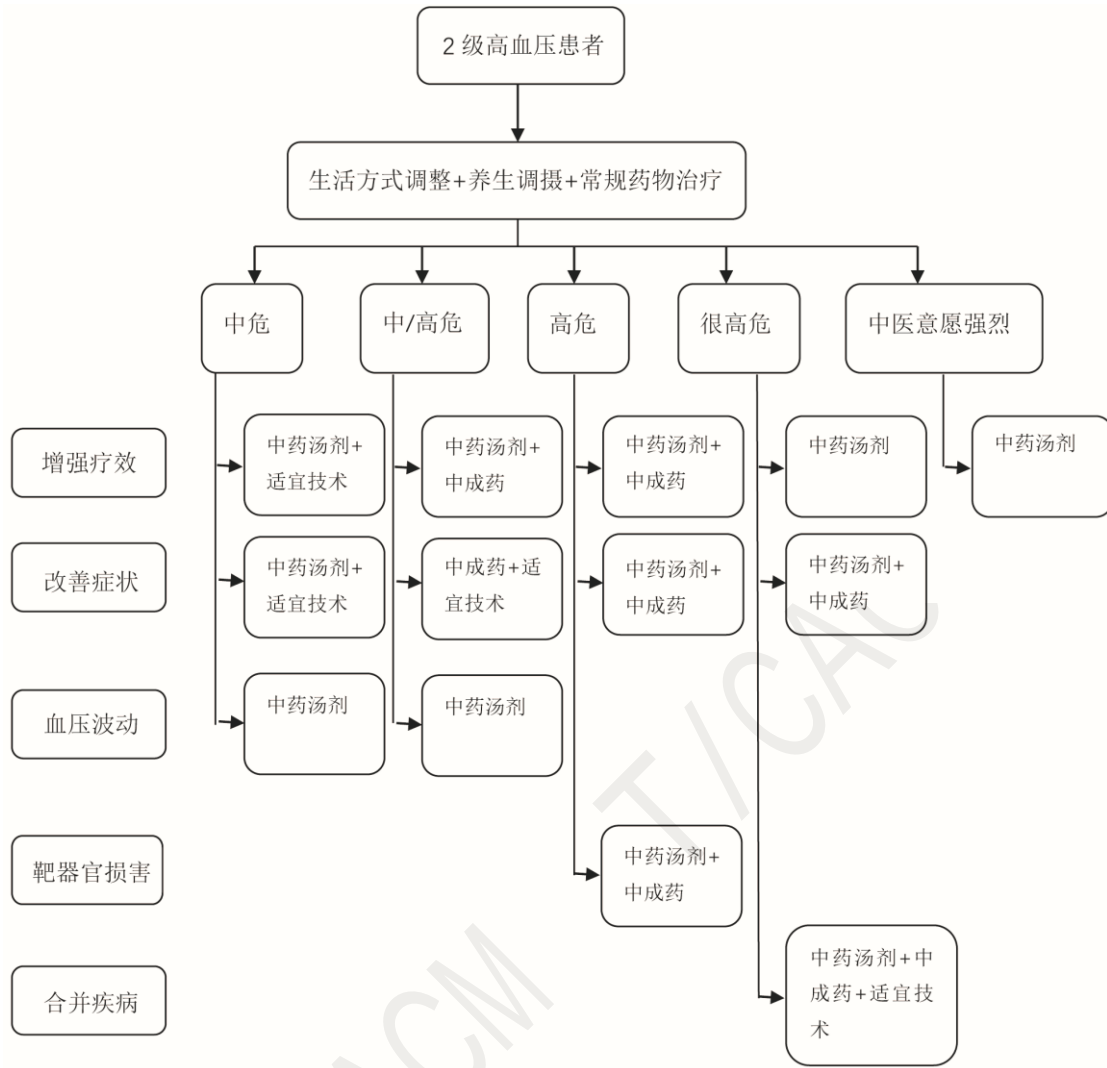 2级高血压患者
生活方式调整+养生调摄+常规药物治疗
中危
中/高危
高危
很高危
中医意愿强烈
增强疗效
中药汤剂+
适宜技术
中药汤剂+
中成药
中药汤剂+
中成药
中药汤剂
中药汤剂
改善症状
中药汤剂+
适宜技术
中成药+适
宜技术
中药汤剂+
中成药
中药汤剂+
中成药
血压波动
中药汤剂
中药汤剂
靶器官损害
中药汤剂+
中成药
合并疾病
中药汤剂+中
成药+适宜技
术
ACM T/CAC